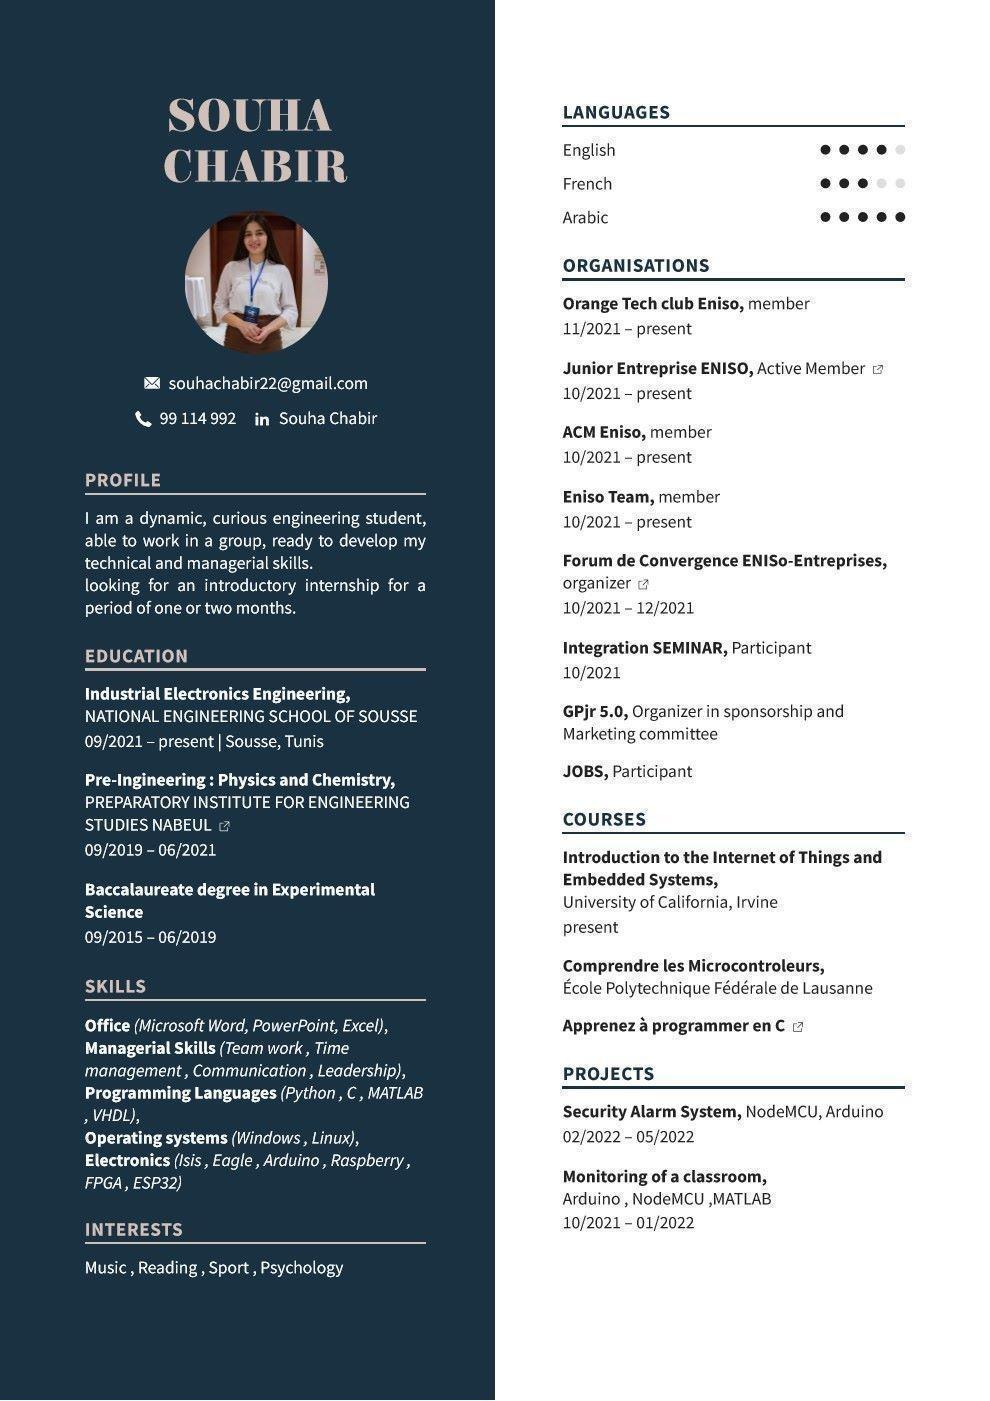 SOUHA
CHABIR
souhachabir22@gmail.com
99 114 992 in Souha Chabir
PROFILE
I am a dynamic, curious engineering student,
able to work in a group, ready to develop my
technical and managerial skills.
looking for an introductory internship for a
period of one or two months.
EDUCATION
Industrial Electronics Engineering,
NATIONAL ENGINEERING SCHOOL OF SOUSSE
09/2021 – present | Sousse, Tunis
Pre-Ingineering : Physics and Chemistry,
PREPARATORY INSTITUTE FOR ENGINEERING
STUDIES NABEUL
09/2019 – 06/2021
Baccalaureate degree in Experimental
Science
09/2015 – 06/2019
SKILLS
Office (Microsoft Word, PowerPoint, Excel),
Managerial Skills (Team work , Time
management , Communication , Leadership),
Programming Languages (Python , C , MATLAB
, VHDL),
Operating systems (Windows , Linux),
Electronics (Isis , Eagle , Arduino , Raspberry ,
FPGA , ESP32)
INTERESTS
Music , Reading , Sport , Psychology
LANGUAGES
English
French
Arabic
ORGANISATIONS
Orange Tech club Eniso, member
11/2021 – present
Junior Entreprise ENISO, Active Member
10/2021 – present
ACM Eniso, member
10/2021 – present
Eniso Team, member
10/2021 – present
Forum de Convergence ENISo-Entreprises,
organizer
10/2021 – 12/2021
Integration SEMINAR, Participant
10/2021
GPjr 5.0, Organizer in sponsorship and
Marketing committee
JOBS, Participant
COURSES
Introduction to the Internet of Things and
Embedded Systems,
University of California, Irvine
present
Comprendre les Microcontroleurs,
École Polytechnique Fédérale de Lausanne
Apprenez à programmer en C
PROJECTS
Security Alarm System, NodeMCU, Arduino
02/2022 – 05/2022
Monitoring of a classroom,
Arduino , NodeMCU ,MATLAB
10/2021 – 01/2022